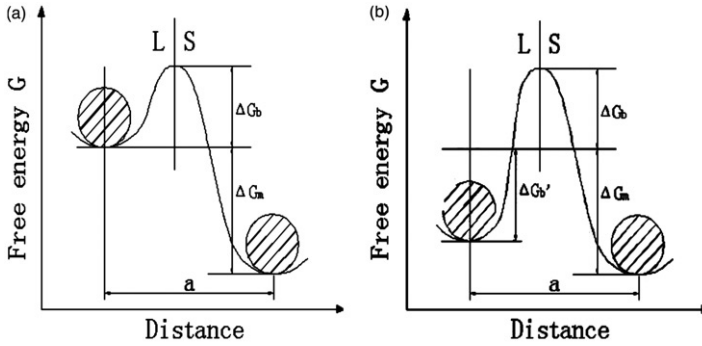 (a)
Free energy G
L S
ΔGb
ΔGm
a
Distance
(b)
Free energy G
L S
ΔGb
ΔGb'
ΔGm
a
Distance